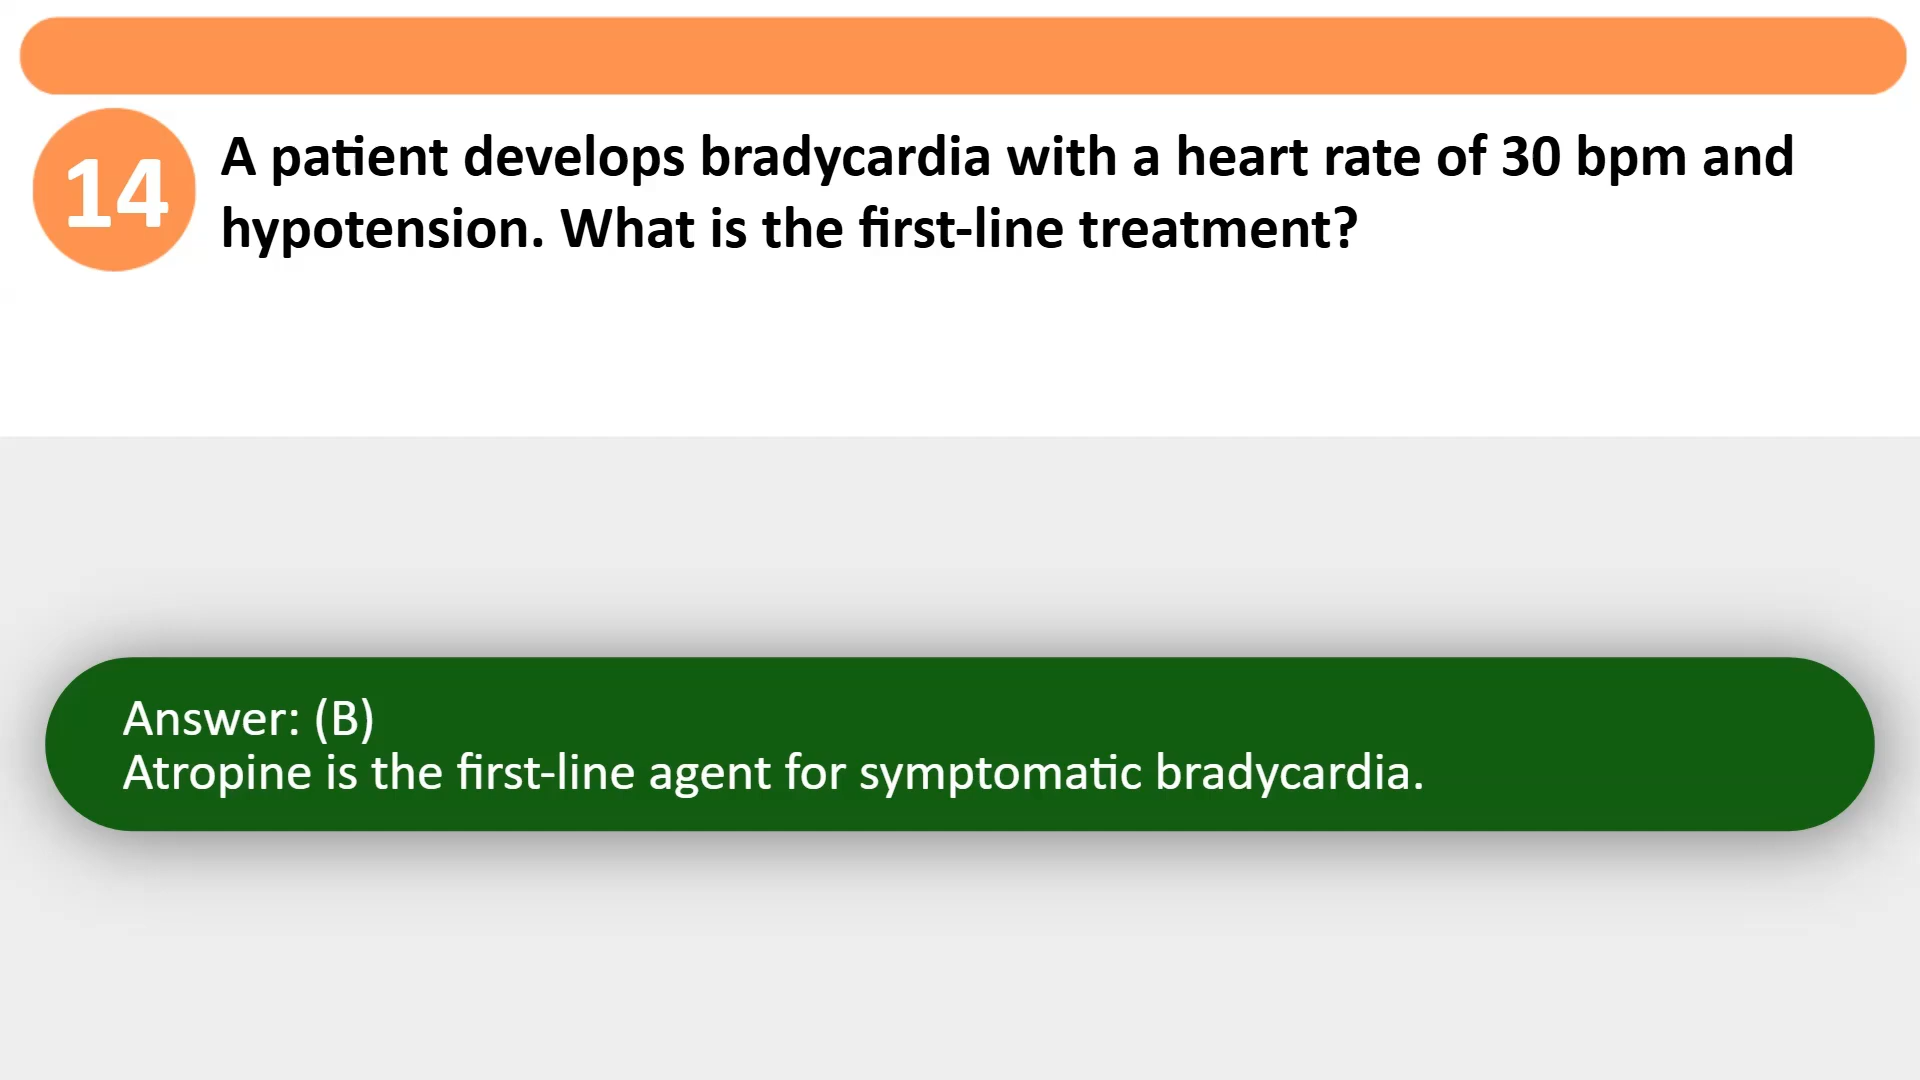 14
A patient develops bradycardia with a heart rate of 30 bpm and
hypotension. What is the first-line treatment?
Answer: (B)
Atropine is the first-line agent for symptomatic bradycardia.